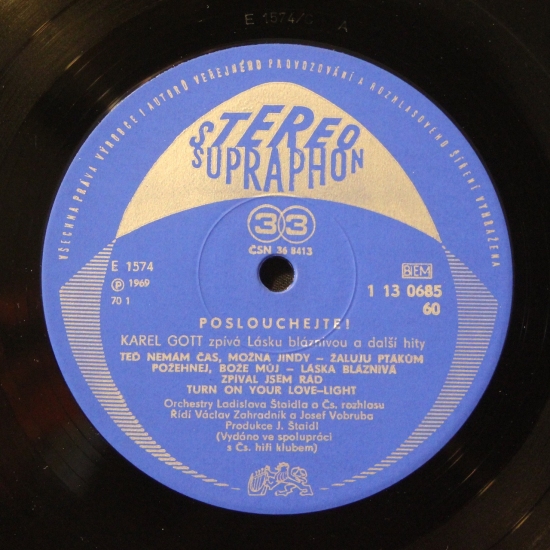 E 1574/S A
VŠECHNA PRÁVA VÝROBCE I AUTORŮ VEŘEJNÉHO PROVOZOVÁNÍ A ROZHLASOVÉHO ŠÍŘENÍ VYHRAŽENA
STEREO
SUPRAPHON
33
ČSN 36 8413
E 1574
Ⓟ 1969
70 1
BIEM
1 13 0685
60
POSLOUCHEJTE!
KAREL GOTT zpívá Lásku bláznivou a další hity
TEĎ NEMÁM ČAS, MOŽNÁ JINDY – ŽALUJU PTÁKŮM
POŽEHNEJ, BOŽE MŮJ – LÁSKA BLÁZNIVÁ
ZPÍVAL JSEM RÁD
TURN ON YOUR LOVE–LIGHT
Orchestry Ladislava Štaidla a Čs. rozhlasu
Řídí Václav Zahradník a Josef Vobruba
Produkce J. Štaidl
(Vydáno ve spolupráci
s Čs. hifi klubem)